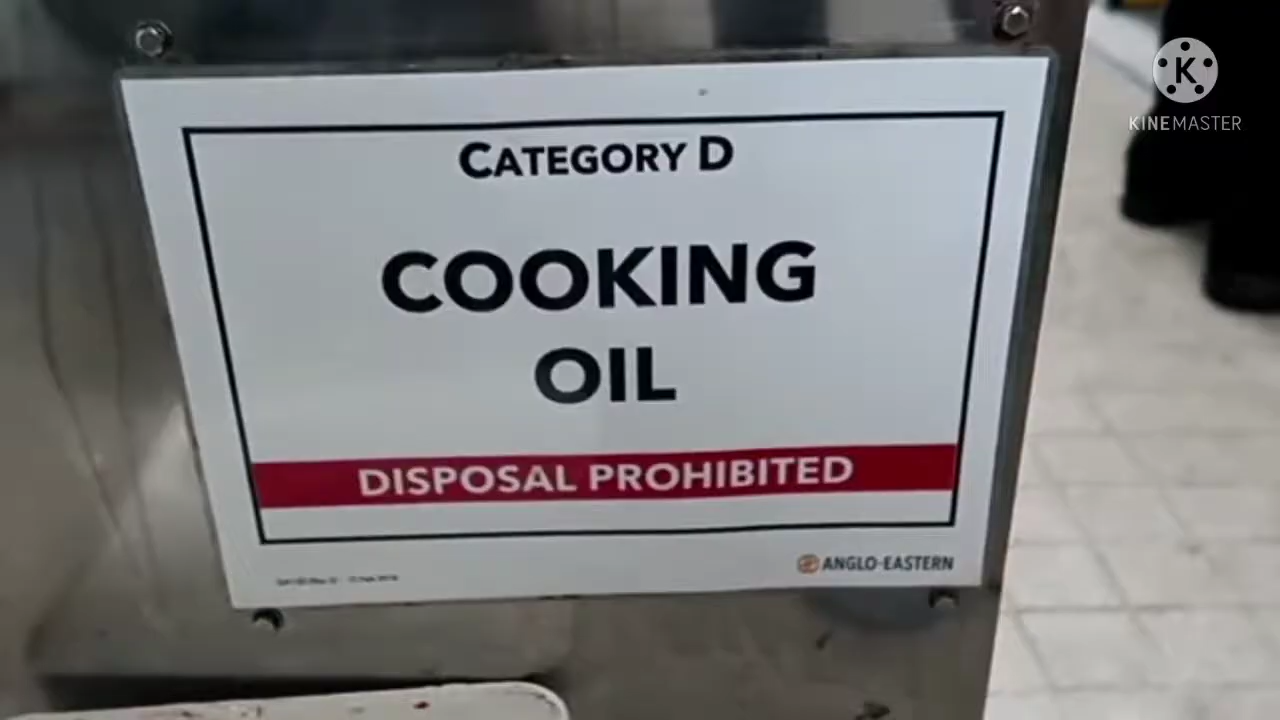 K
KINEMASTER
CATEGORY D
COOKING
OIL
DISPOSAL PROHIBITED
ANGLO-EASTERN